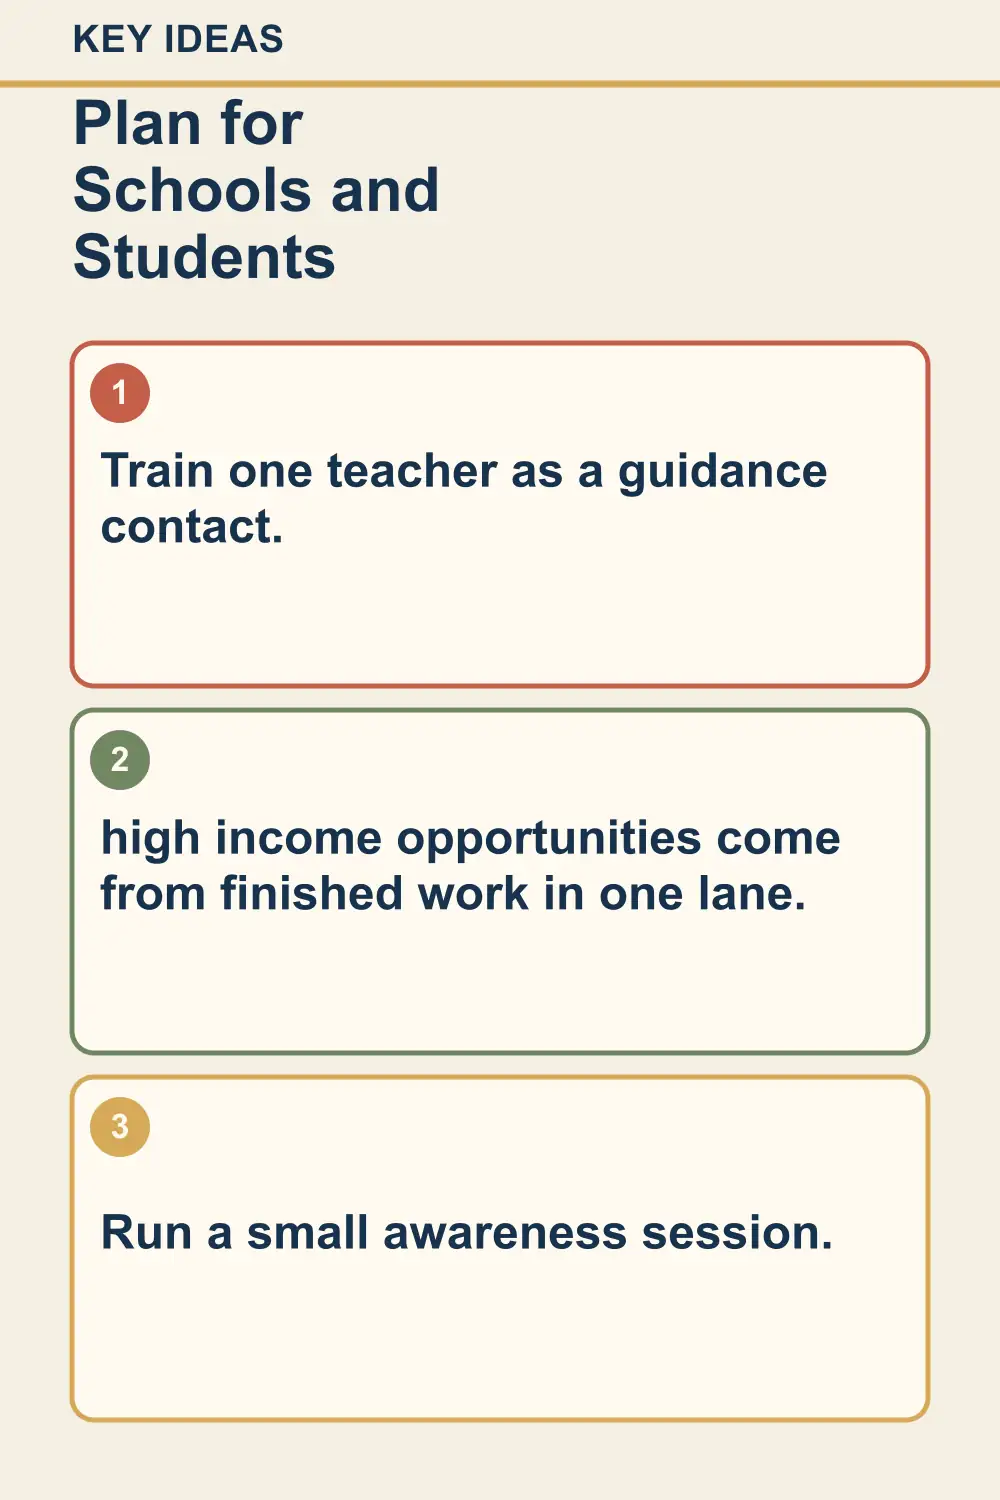 KEY IDEAS
Plan for
Schools and
Students
1
Train one teacher as a guidance
contact.
2
high income opportunities come
from finished work in one lane.
3
Run a small awareness session.